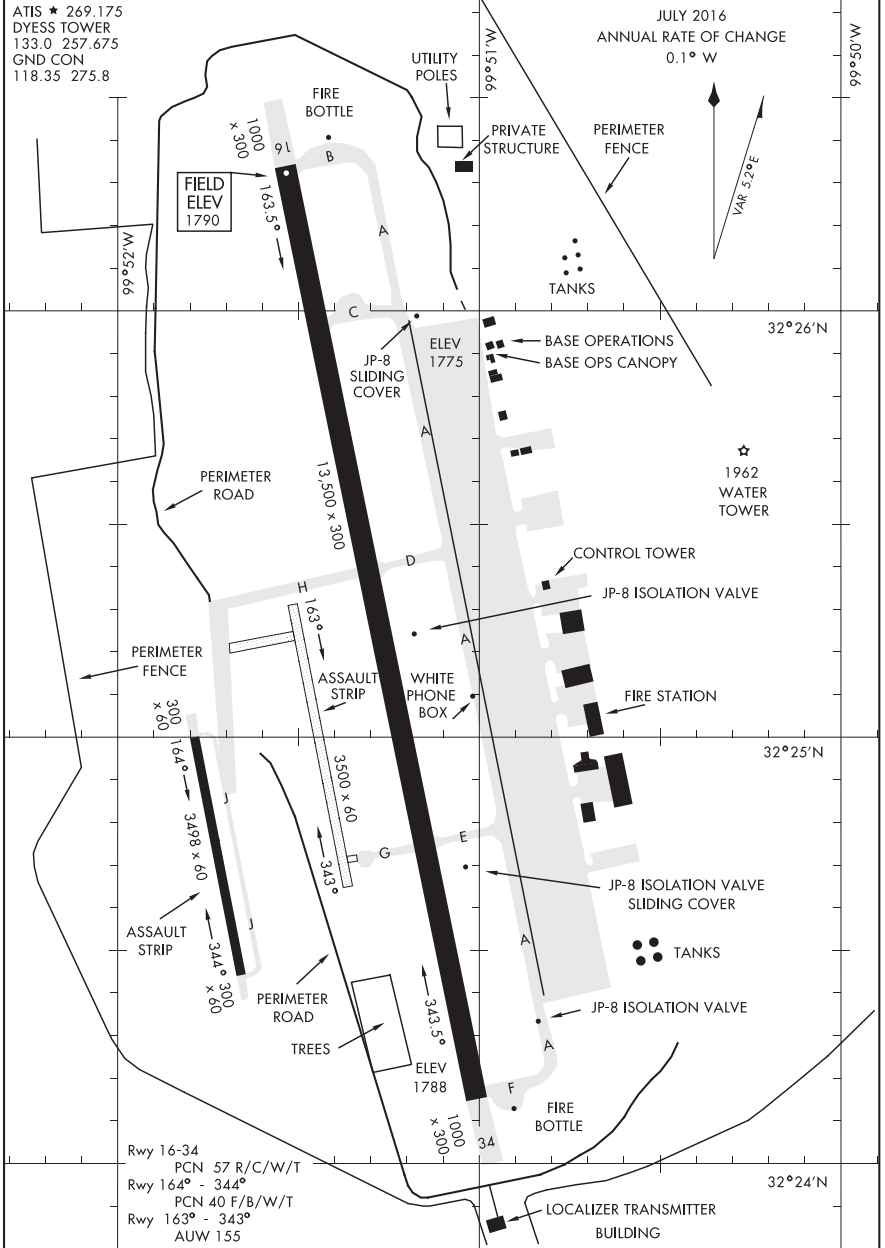 ATIS ★ 269.175
DYESS TOWER
133.0 257.675
GND CON
118.35 275.8
JULY 2016
ANNUAL RATE OF CHANGE
0.1° W
VAR 5.2°E
99°51'W
99°50'W
99°52'W
UTILITY
POLES
FIRE
BOTTLE
PRIVATE
STRUCTURE
PERIMETER
FENCE
1000
x 300
16
B
FIELD
ELEV
1790
163.5°
A
TANKS
C
32°26'N
ELEV
1775
BASE OPERATIONS
BASE OPS CANOPY
JP-8
SLIDING
COVER
A
1962
WATER
TOWER
PERIMETER
ROAD
13,500 x 300
CONTROL TOWER
D
H
JP-8 ISOLATION VALVE
163°
A
PERIMETER
FENCE
ASSAULT
STRIP
WHITE
PHONE
BOX
FIRE STATION
300
x 60
32°25'N
164°
3500 x 60
J
3498 x 60
E
G
343°
JP-8 ISOLATION VALVE
SLIDING COVER
ASSAULT
STRIP
J
A
TANKS
344°
300
x 60
PERIMETER
ROAD
343.5°
JP-8 ISOLATION VALVE
TREES
A
ELEV
1788
F
FIRE
BOTTLE
1000
x 300
34
Rwy 16-34
PCN 57 R/C/W/T
Rwy 164° - 344°
PCN 40 F/B/W/T
Rwy 163° - 343°
AUW 155
32°24'N
LOCALIZER TRANSMITTER
BUILDING